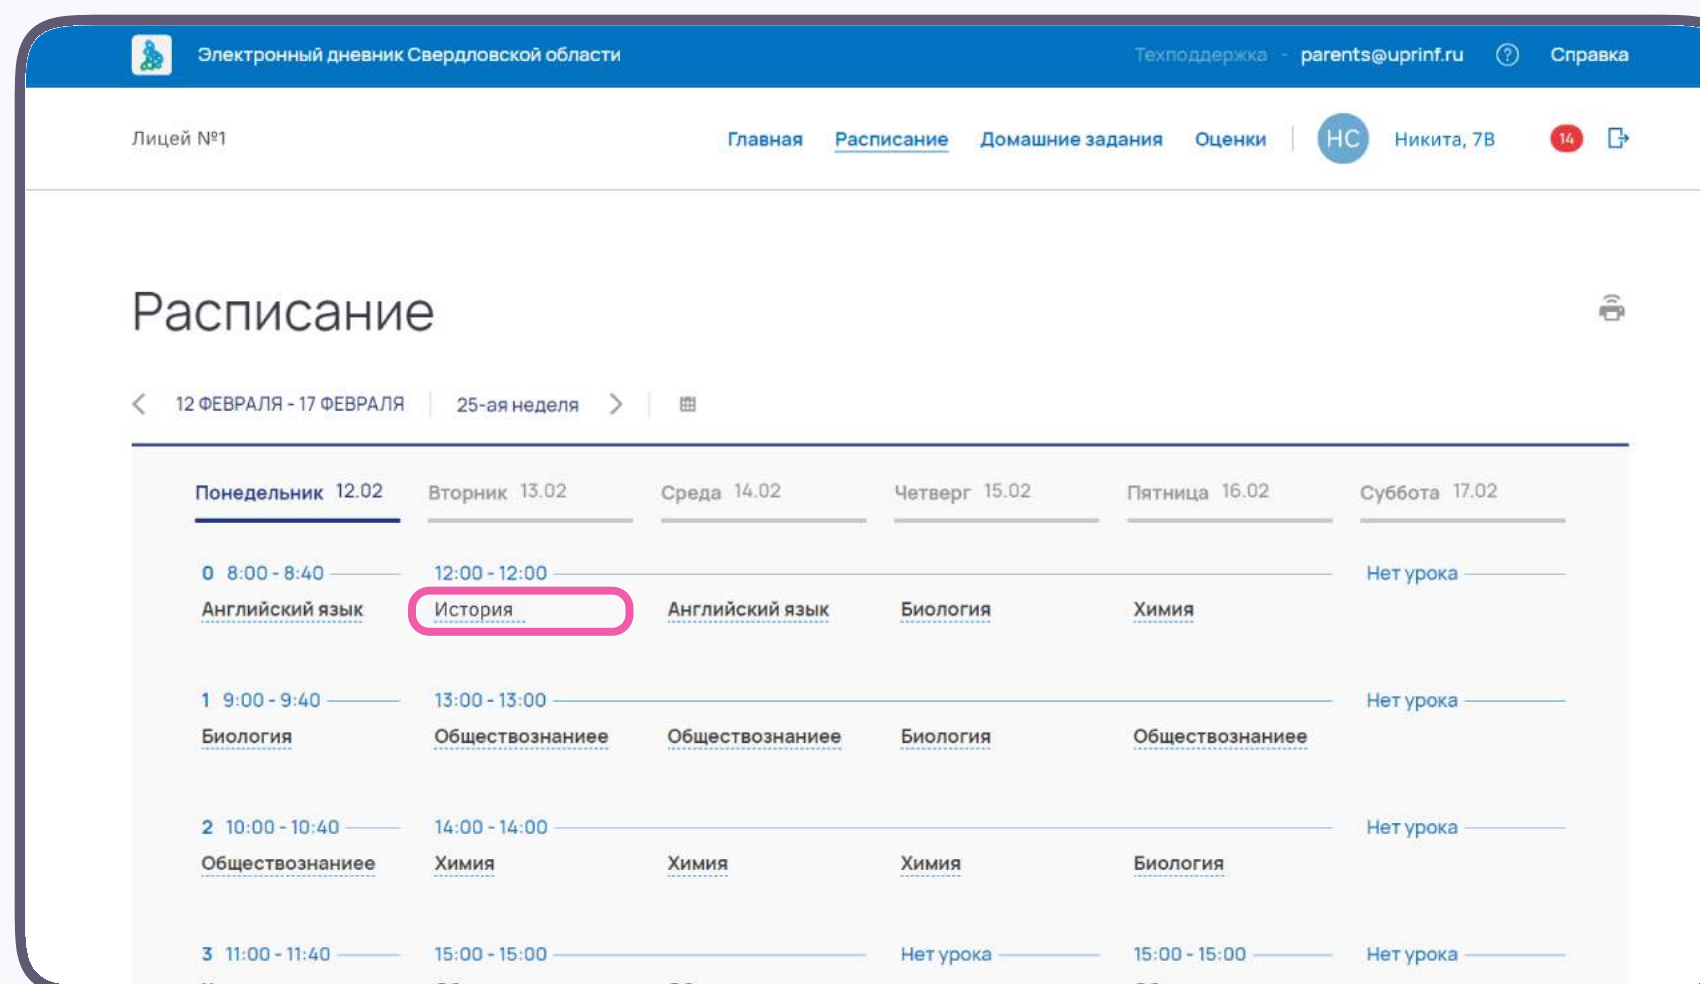 Электронный дневник Свердловской области
Техподдержка - parents@uprinf.ru ? Справка
Лицей №1
Главная Расписание Домашние задания Оценки НС Никита, 7В 14
Расписание
12 ФЕВРАЛЯ - 17 ФЕВРАЛЯ 25-ая неделя
Понедельник 12.02 Вторник 13.02 Среда 14.02 Четверг 15.02 Пятница 16.02 Суббота 17.02
0 8:00 - 8:40 12:00 - 12:00 Нет урока
Английский язык История Английский язык Биология Химия
1 9:00 - 9:40 13:00 - 13:00 Нет урока
Биология Обществознаниее Обществознаниее Биология Обществознаниее
2 10:00 - 10:40 14:00 - 14:00 Нет урока
Обществознаниее Химия Химия Химия Биология
3 11:00 - 11:40 15:00 - 15:00 Нет урока 15:00 - 15:00 Нет урока